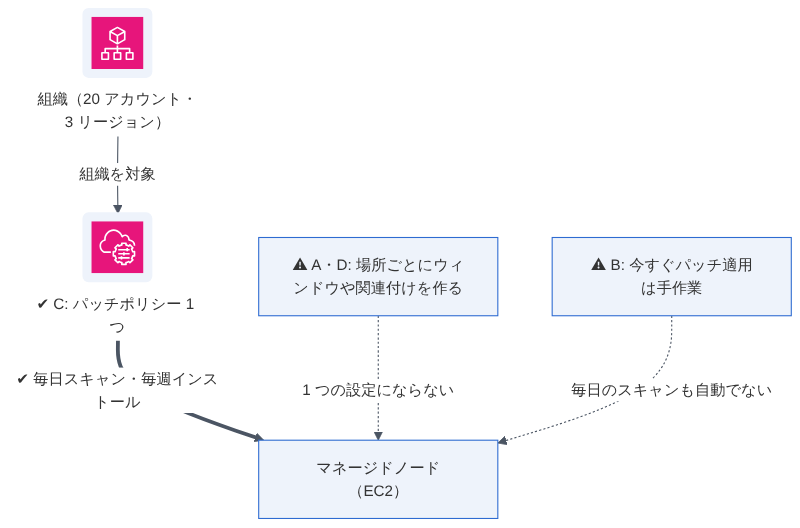 組織（20 アカウント・
3 リージョン）
組織を対象
✔ C: パッチポリシー 1
つ
✔ 毎日スキャン・毎週インス
トール
⚠ A・D: 場所ごとにウィ
ンドウや関連付けを作る
1 つの設定にならない
⚠ B: 今すぐパッチ適用
は手作業
毎日のスキャンも自動でない
マネージドノード
（EC2）